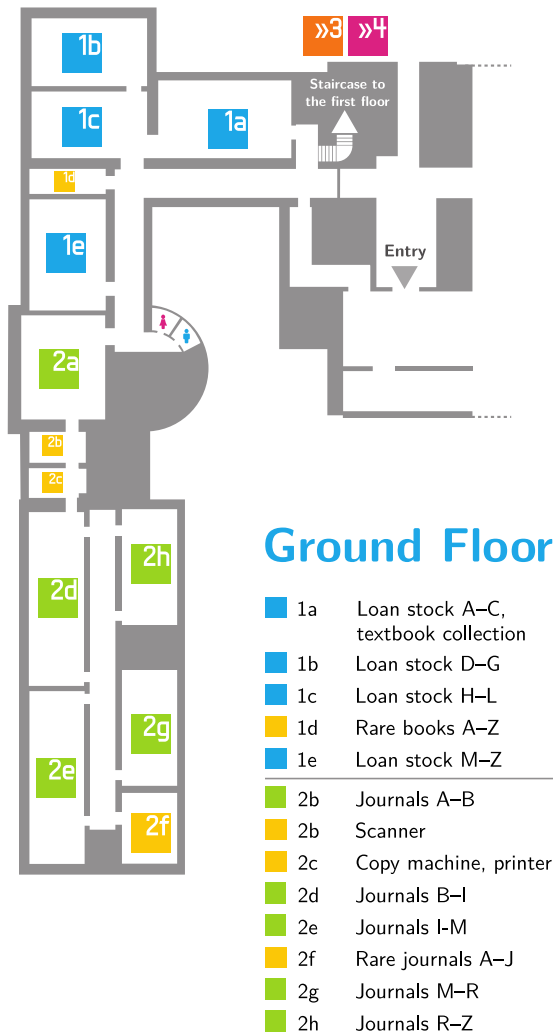 »3 »4
1b
Staircase to
the first floor
1c
1a
1d
1e
Entry
2a
2b
2c
2d
2h
2g
2e
2f
Ground Floor
1a Loan stock A–C,
textbook collection
1b Loan stock D–G
1c Loan stock H–L
1d Rare books A–Z
1e Loan stock M–Z
2b Journals A–B
2b Scanner
2c Copy machine, printer
2d Journals B–I
2e Journals I-M
2f Rare journals A–J
2g Journals M–R
2h Journals R–Z